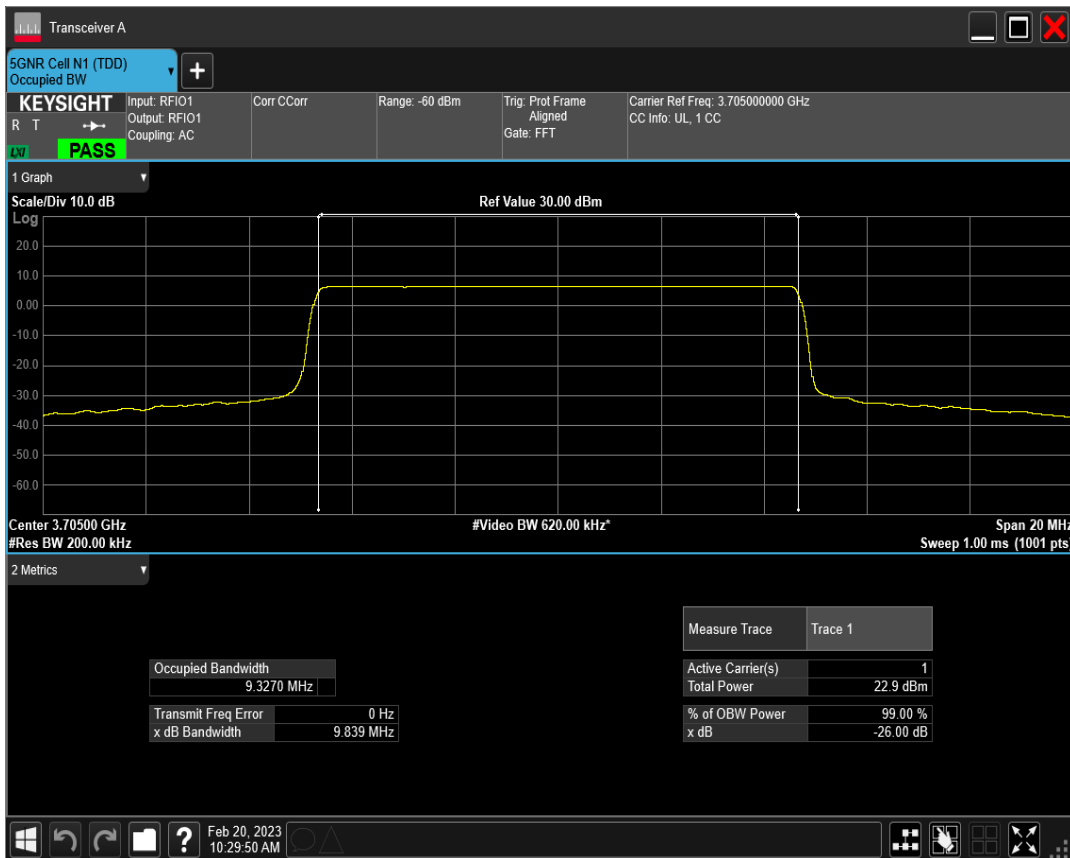 Transceiver A
5GNR Cell N1 (TDD)
Occupied BW
+
KEYSIGHT
R T
LXI
PASS
Input: RFIO1
Output: RFIO1
Coupling: AC
Corr CCorr
Range: -60 dBm
Trig: Prot Frame
Aligned
Gate: FFT
Carrier Ref Freq: 3.705000000 GHz
CC Info: UL, 1 CC
1 Graph
Scale/Div 10.0 dB
Ref Value 30.00 dBm
Log
20.0
10.0
0.00
-10.0
-20.0
-30.0
-40.0
-50.0
-60.0
Center 3.70500 GHz
#Video BW 620.00 kHz*
Span 20 MHz
#Res BW 200.00 kHz
Sweep 1.00 ms (1001 pts)
2 Metrics
Measure Trace Trace 1
Occupied Bandwidth
9.3270 MHz
Active Carrier(s) 1
Total Power 22.9 dBm
Transmit Freq Error 0 Hz
x dB Bandwidth 9.839 MHz
% of OBW Power 99.00 %
x dB -26.00 dB
?
Feb 20, 2023
10:29:50 AM